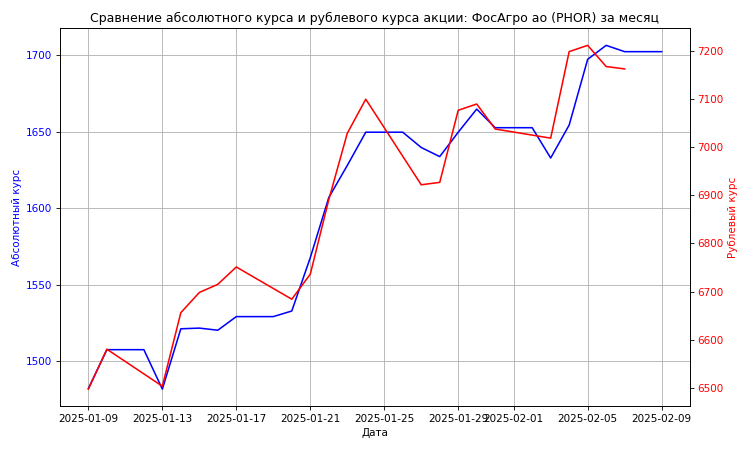 Сравнение абсолютного курса и рублевого курса акции: ФосАгро ао (PHOR) за месяц
Абсолютный курс
1700
1650
1600
1550
1500
7200
7100
7000
6900
6800
6700
6600
6500
Рублевый курс
2025-01-09 2025-01-13 2025-01-17 2025-01-21 2025-01-25 2025-01-29 2025-02-01 2025-02-05 2025-02-09
Дата